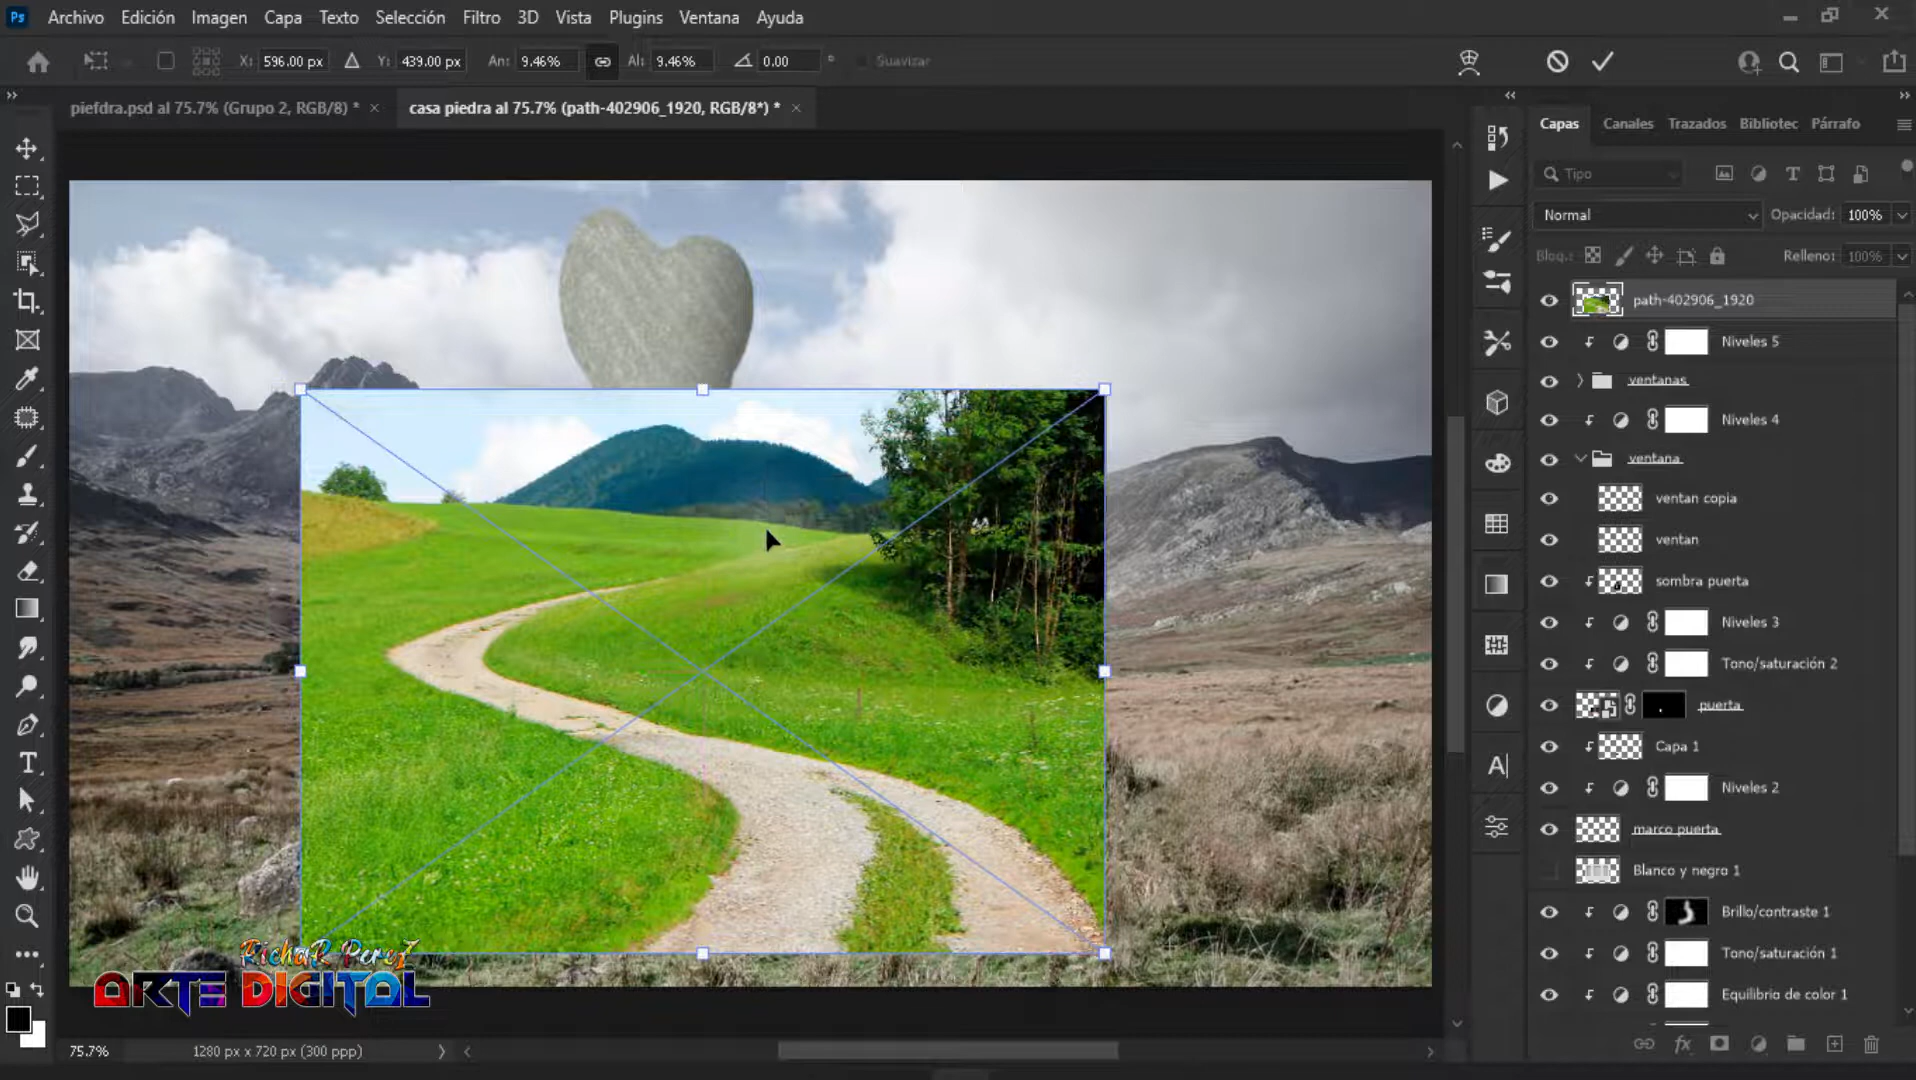 Ps Archivo Edición Imagen Capa Texto Selección Filtro 3D Vista Plugins Ventana Ayuda
X: 596.00 px Y: 439.00 px An: 9.46% Al: 9.46% 0.00 ° Suavizar
piefdra.psd al 75.7% (Grupo 2, RGB/8) * ×
casa piedra al 75.7% (path-402906_1920, RGB/8*) * ×
Capas Canales Trazados Bibliotec Párrafo
Tipo
Normal Opacidad: 100%
Bloq.: Relleno: 100%
path-402906_1920
Niveles 5
ventanas
Niveles 4
ventana
ventan copia
ventan
sombra puerta
Niveles 3
Tono/saturación 2
puerta
Capa 1
Niveles 2
marco puerta
Blanco y negro 1
Brillo/contraste 1
Tono/saturación 1
Equilibrio de color 1
RichaR PereZ
ARTE DIGITAL
75.7% 1280 px x 720 px (300 ppp)